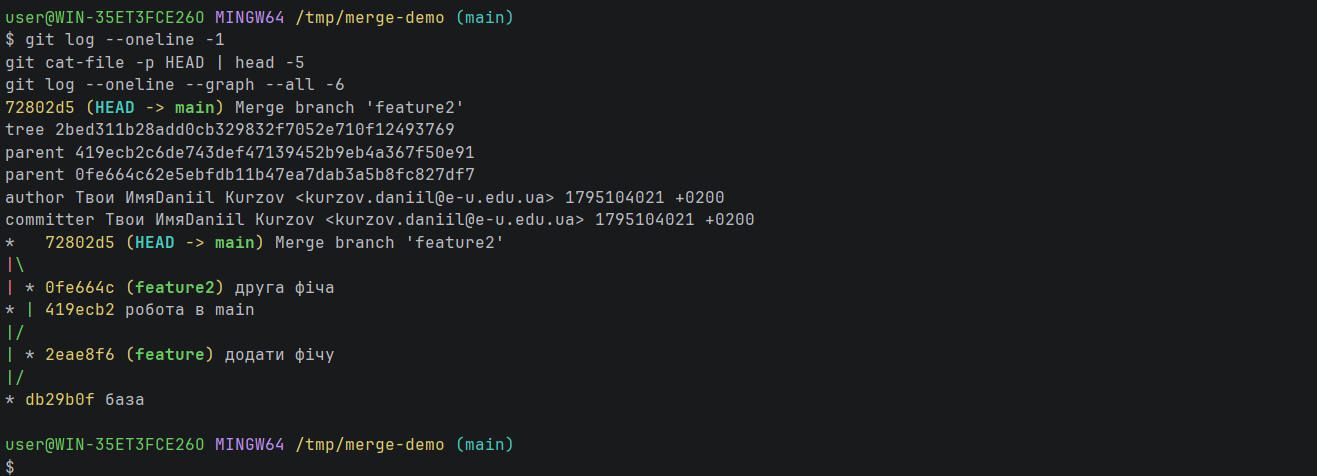 user@WIN-35ET3FCE26O MINGW64 /tmp/merge-demo (main)
$ git log --oneline -1
git cat-file -p HEAD | head -5
git log --oneline --graph --all -6
72802d5 (HEAD -> main) Merge branch 'feature2'
tree 2bed311b28add0cb329832f7052e710f12493769
parent 419ecb2c6de743def47139452b9eb4a367f50e91
parent 0fe664c62e5ebfdb11b47ea7dab3a5b8fc827df7
author Твои ИмяDaniil Kurzov <kurzov.daniil@e-u.edu.ua> 1795104021 +0200
committer Твои ИмяDaniil Kurzov <kurzov.daniil@e-u.edu.ua> 1795104021 +0200
*   72802d5 (HEAD -> main) Merge branch 'feature2'
|\
| * 0fe664c (feature2) друга фіча
* | 419ecb2 робота в main
|/
| * 2eae8f6 (feature) додати фічу
|/
* db29b0f база
user@WIN-35ET3FCE26O MINGW64 /tmp/merge-demo (main)
$